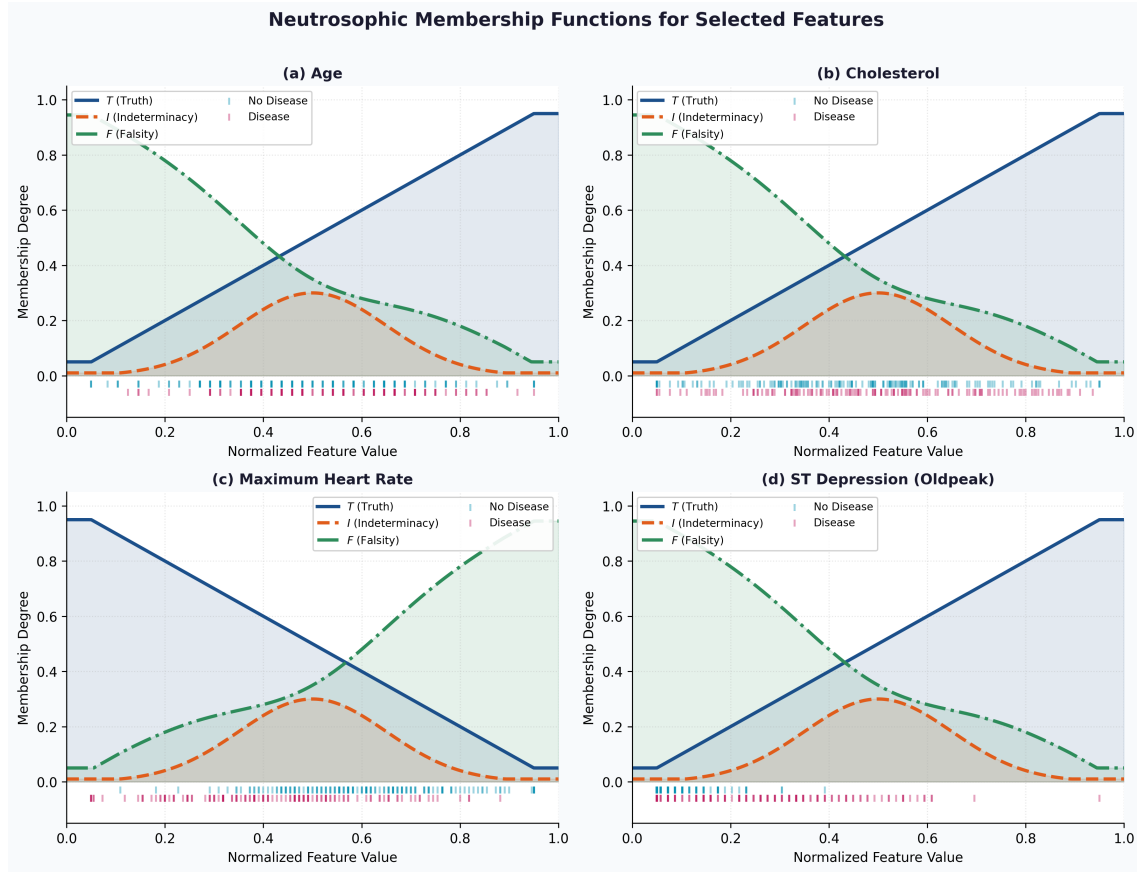 Neutrosophic Membership Functions for Selected Features
(a) Age
1.0
0.8
0.6
0.4
0.2
0.0
Membership Degree
T (Truth)
I (Indeterminacy)
F (Falsity)
No Disease
Disease
0.0 0.2 0.4 0.6 0.8 1.0
Normalized Feature Value
(b) Cholesterol
1.0
0.8
0.6
0.4
0.2
0.0
Membership Degree
T (Truth)
I (Indeterminacy)
F (Falsity)
No Disease
Disease
0.0 0.2 0.4 0.6 0.8 1.0
Normalized Feature Value
(c) Maximum Heart Rate
1.0
0.8
0.6
0.4
0.2
0.0
Membership Degree
T (Truth)
I (Indeterminacy)
F (Falsity)
No Disease
Disease
0.0 0.2 0.4 0.6 0.8 1.0
Normalized Feature Value
(d) ST Depression (Oldpeak)
1.0
0.8
0.6
0.4
0.2
0.0
Membership Degree
T (Truth)
I (Indeterminacy)
F (Falsity)
No Disease
Disease
0.0 0.2 0.4 0.6 0.8 1.0
Normalized Feature Value